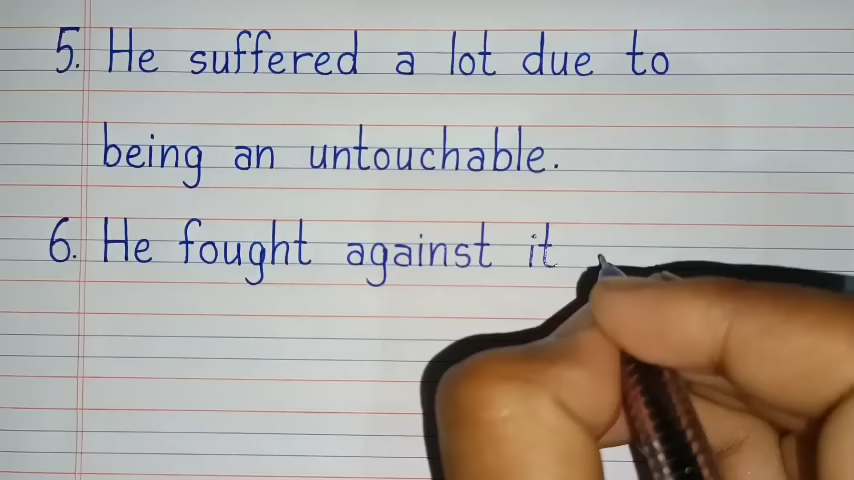 5. He suffered a lot due to
being an untouchable.
6. He fought against it